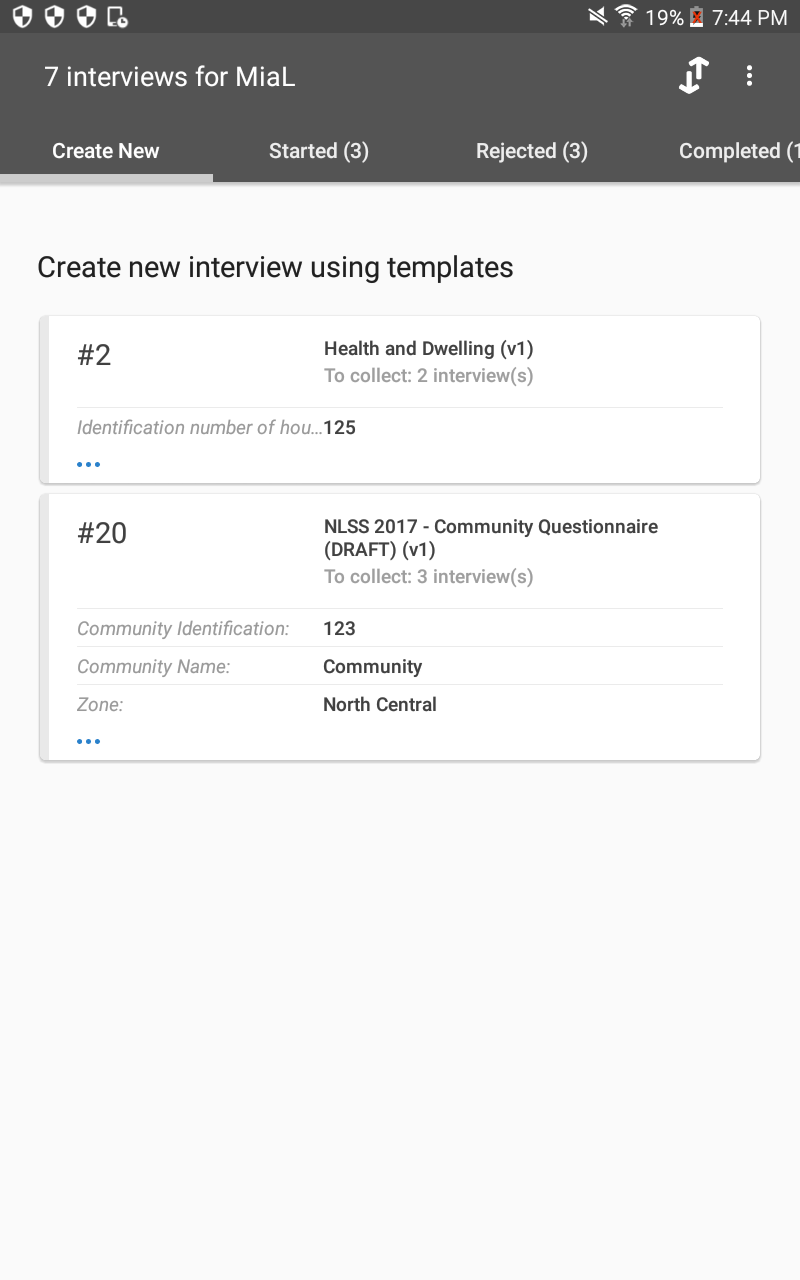 19% 7:44 PM
7 interviews for MiaL
Create New Started (3) Rejected (3) Completed (1
Create new interview using templates
#2 Health and Dwelling (v1)
To collect: 2 interview(s)
Identification number of hou...125
#20 NLSS 2017 - Community Questionnaire
(DRAFT) (v1)
To collect: 3 interview(s)
Community Identification: 123
Community Name: Community
Zone: North Central